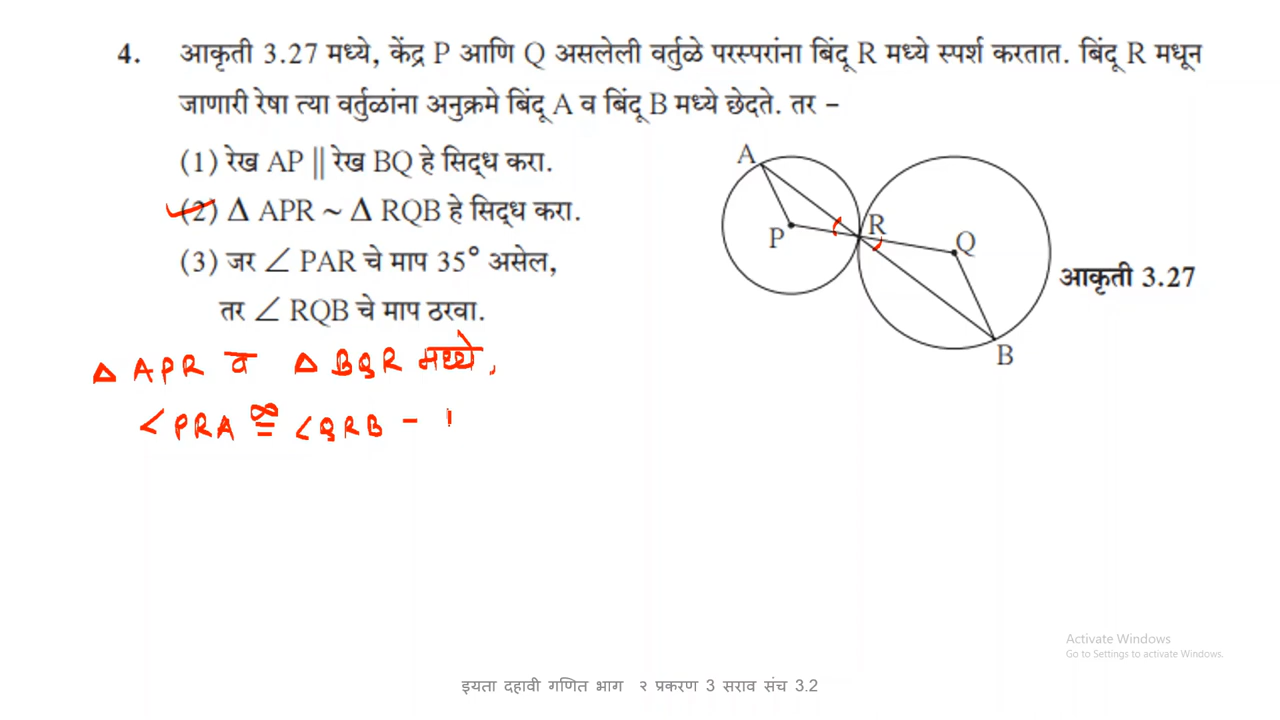 4. आकृती 3.27 मध्ये, केंद्र P आणि Q असलेली वर्तुळे परस्परांना बिंदू R मध्ये स्पर्श करतात. बिंदू R मधून
जाणारी रेषा त्या वर्तुळांना अनुक्रमे बिंदू A व बिंदू B मध्ये छेदते. तर –
(1) रेख AP || रेख BQ हे सिद्ध करा.
(2) Δ APR ~ Δ RQB हे सिद्ध करा.
(3) जर ∠ PAR चे माप 35° असेल,
तर ∠ RQB चे माप ठरवा.
A
P
R
Q
B
आकृती 3.27
Δ APR व Δ BQR मध्ये,
∠PRA ≅ ∠QRB –
Activate Windows
Go to Settings to activate Windows.
इयता दहावी गणित भाग २ प्रकरण 3 सराव संच 3.2